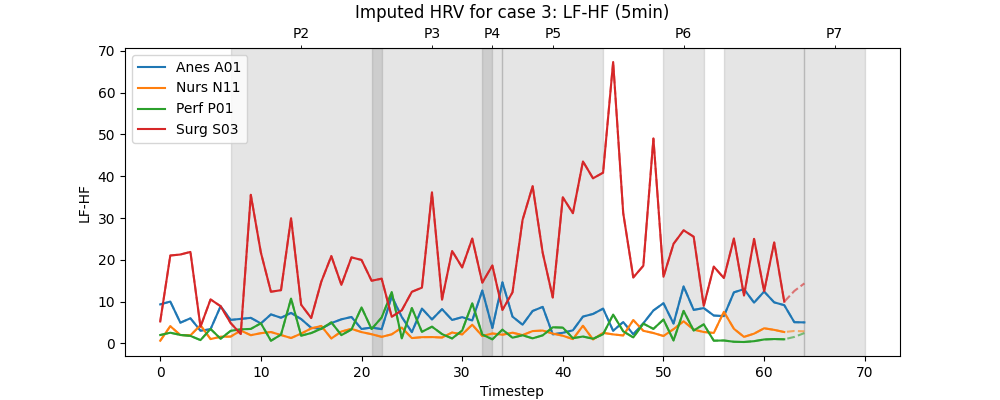 Imputed HRV for case 3: LF-HF (5min)
P2 P3 P4 P5 P6 P7
Anes A01
Nurs N11
Perf P01
Surg S03
LF-HF
70
60
50
40
30
20
10
0
0 10 20 30 40 50 60 70
Timestep